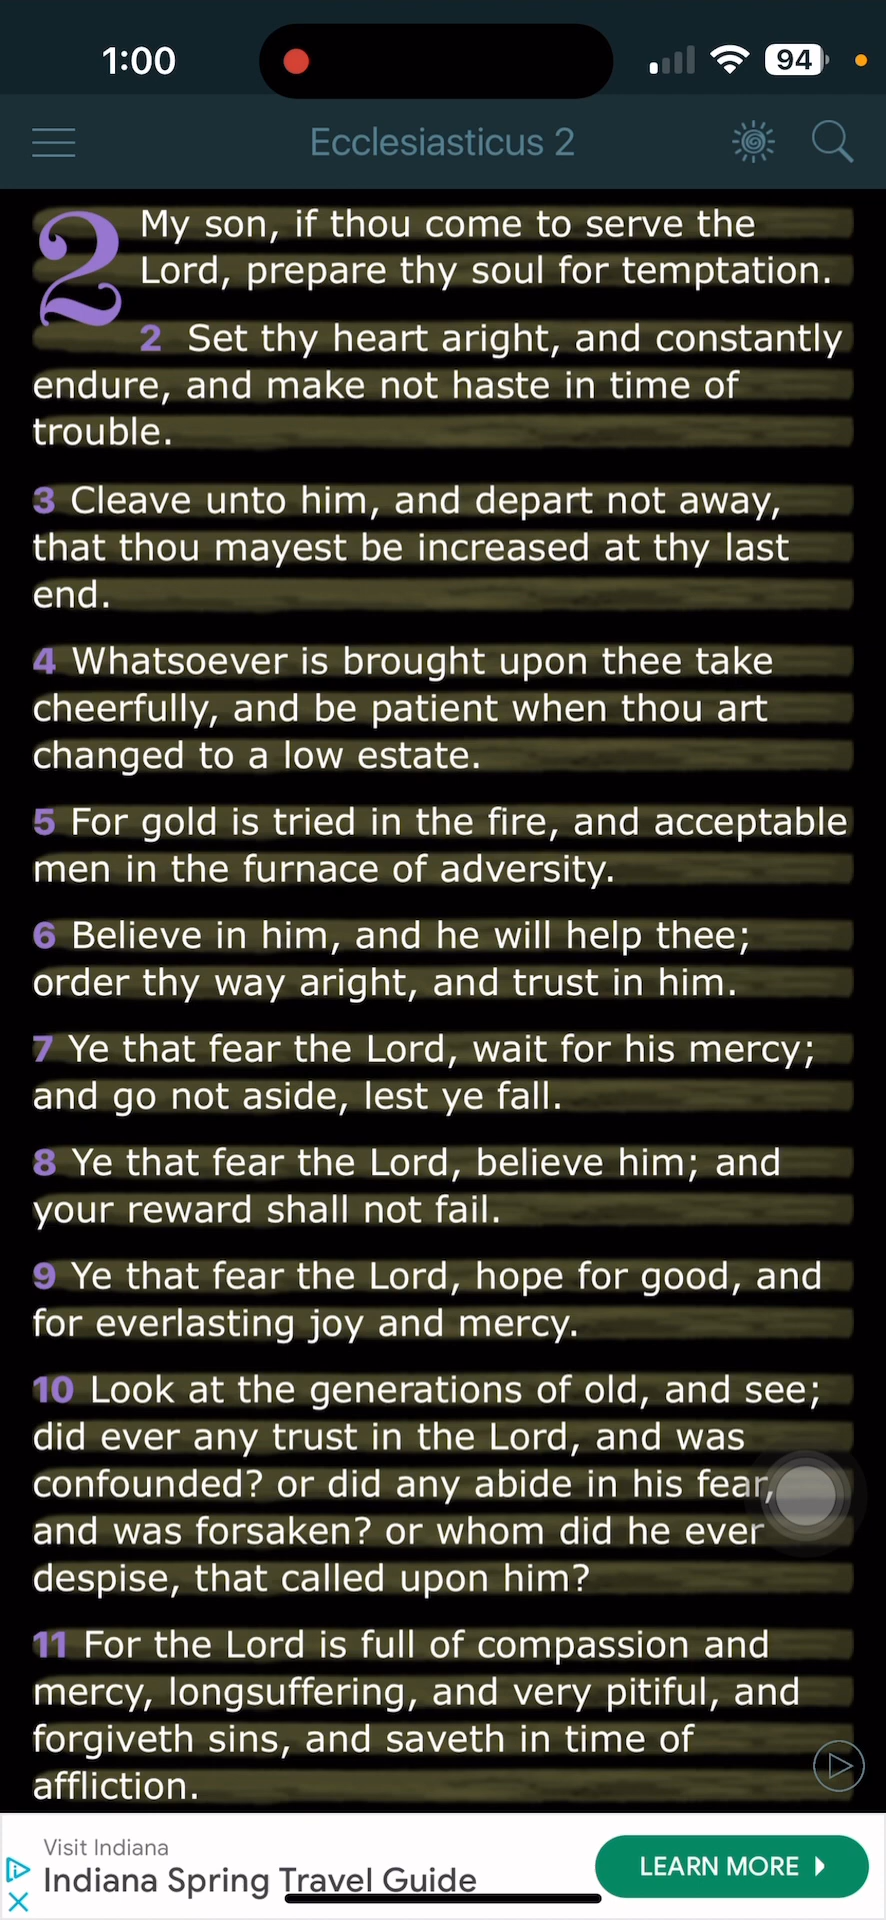 1:00
94
Ecclesiasticus 2
2 My son, if thou come to serve the
Lord, prepare thy soul for temptation.
2 Set thy heart aright, and constantly
endure, and make not haste in time of
trouble.
3 Cleave unto him, and depart not away,
that thou mayest be increased at thy last
end.
4 Whatsoever is brought upon thee take
cheerfully, and be patient when thou art
changed to a low estate.
5 For gold is tried in the fire, and acceptable
men in the furnace of adversity.
6 Believe in him, and he will help thee;
order thy way aright, and trust in him.
7 Ye that fear the Lord, wait for his mercy;
and go not aside, lest ye fall.
8 Ye that fear the Lord, believe him; and
your reward shall not fail.
9 Ye that fear the Lord, hope for good, and
for everlasting joy and mercy.
10 Look at the generations of old, and see;
did ever any trust in the Lord, and was
confounded? or did any abide in his fear,
and was forsaken? or whom did he ever
despise, that called upon him?
11 For the Lord is full of compassion and
mercy, longsuffering, and very pitiful, and
forgiveth sins, and saveth in time of
affliction.
Visit Indiana
Indiana Spring Travel Guide
LEARN MORE